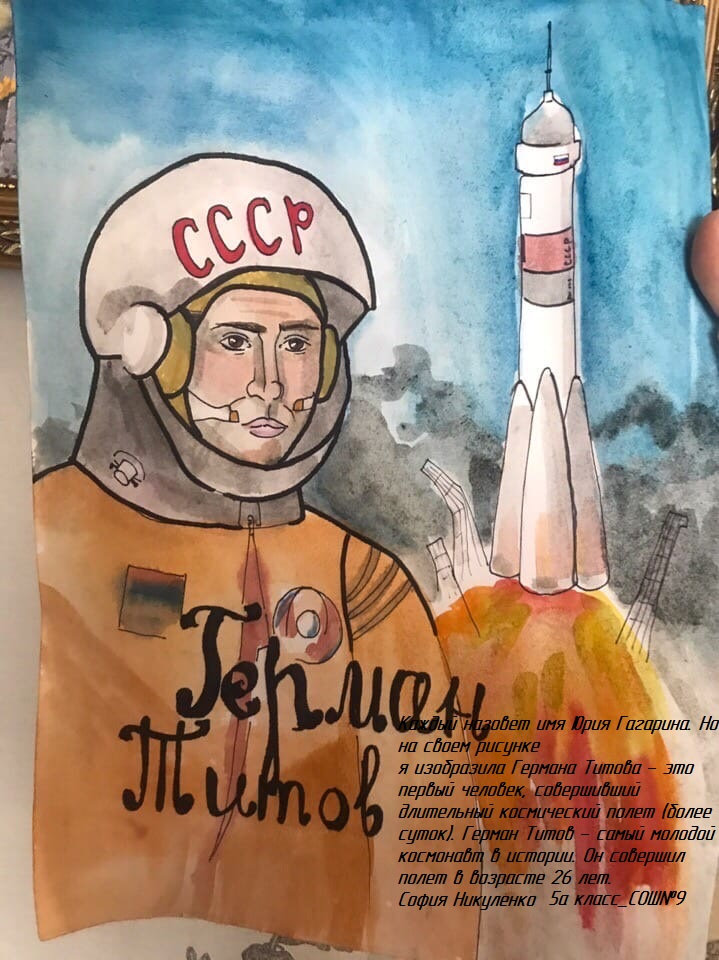 СССР
СССР
Герман
Титов
Каждый назовет имя Юрия Гагарина. Но
на своем рисунке
я изобразила Германа Титова - это
первый человек, совершивший
длительный космический полет (более
суток). Герман Титов - самый молодой
космонавт в истории. Он совершил
полет в возрасте 26 лет.
София Никуленко 5а класс_СОШ№9